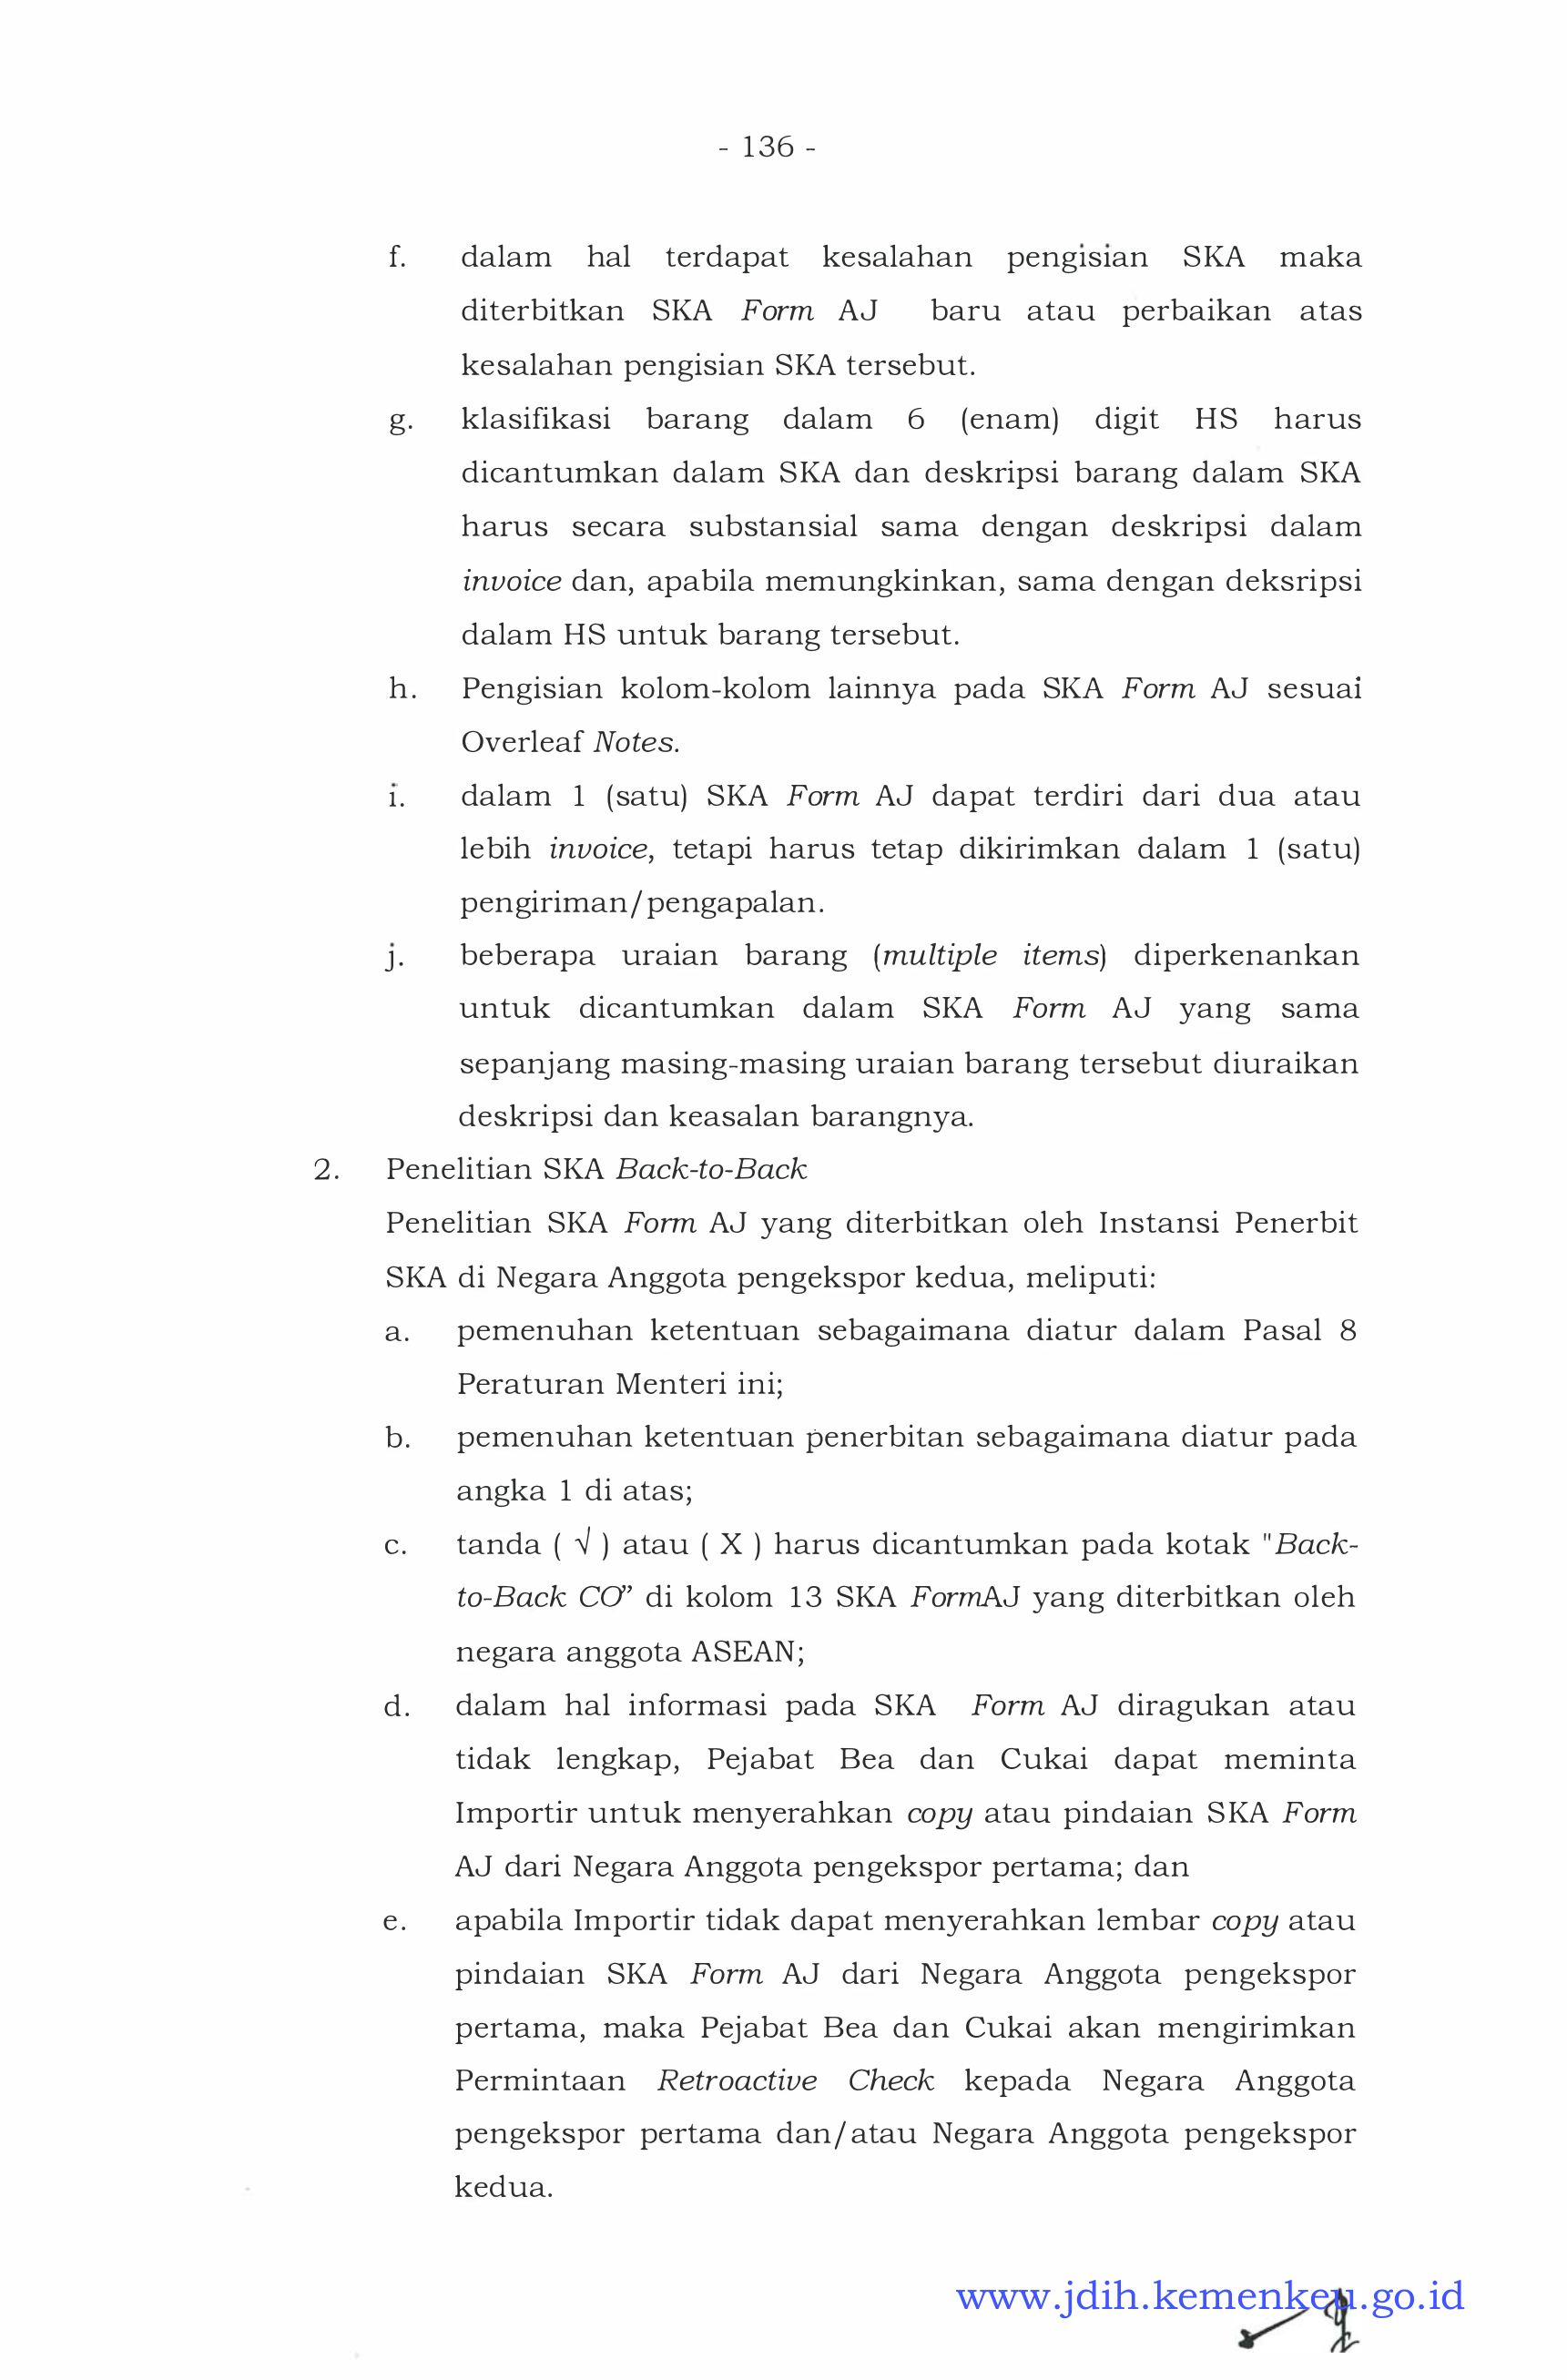 - 136 -
f. dalam hal terdapat kesalahan pengisian SKA maka
diterbitkan SKA Form AJ baru atau perbaikan atas
kesalahan pengisian SKA tersebut.
g. klasifikasi barang dalam 6 (enam) digit HS harus
dicantumkan dalam SKA dan deskripsi barang dalam SKA
harus secara substansial sama dengan deskripsi dalam
invoice dan, apabila memungkinkan, sama dengan deksripsi
dalam HS untuk barang tersebut.
h. Pengisian kolom-kolom lainnya pada SKA Form AJ sesuai
Overleaf Notes.
i. dalam 1 (satu) SKA Form AJ dapat terdiri dari dua atau
lebih invoice, tetapi harus tetap dikirimkan dalam 1 (satu)
pengiriman/pengapalan.
j. beberapa uraian barang (multiple items) diperkenankan
untuk dicantumkan dalam SKA Form AJ yang sama
sepanjang masing-masing uraian barang tersebut diuraikan
deskripsi dan keasalan barangnya.
2. Penelitian SKA Back-to-Back
Penelitian SKA Form AJ yang diterbitkan oleh Instansi Penerbit
SKA di Negara Anggota pengekspor kedua, meliputi:
a. pemenuhan ketentuan sebagaimana diatur dalam Pasal 8
Peraturan Menteri ini;
b. pemenuhan ketentuan penerbitan sebagaimana diatur pada
angka 1 di atas;
c. tanda ( √ ) atau ( X ) harus dicantumkan pada kotak "Back-
to-Back CO” di kolom 13 SKA FormAJ yang diterbitkan oleh
negara anggota ASEAN;
d. dalam hal informasi pada SKA Form AJ diragukan atau
tidak lengkap, Pejabat Bea dan Cukai dapat meminta
Importir untuk menyerahkan copy atau pindaian SKA Form
AJ dari Negara Anggota pengekspor pertama; dan
e. apabila Importir tidak dapat menyerahkan lembar copy atau
pindaian SKA Form AJ dari Negara Anggota pengekspor
pertama, maka Pejabat Bea dan Cukai akan mengirimkan
Permintaan Retroactive Check kepada Negara Anggota
pengekspor pertama dan/atau Negara Anggota pengekspor
kedua.
www.jdih.kemenkeu.go.id